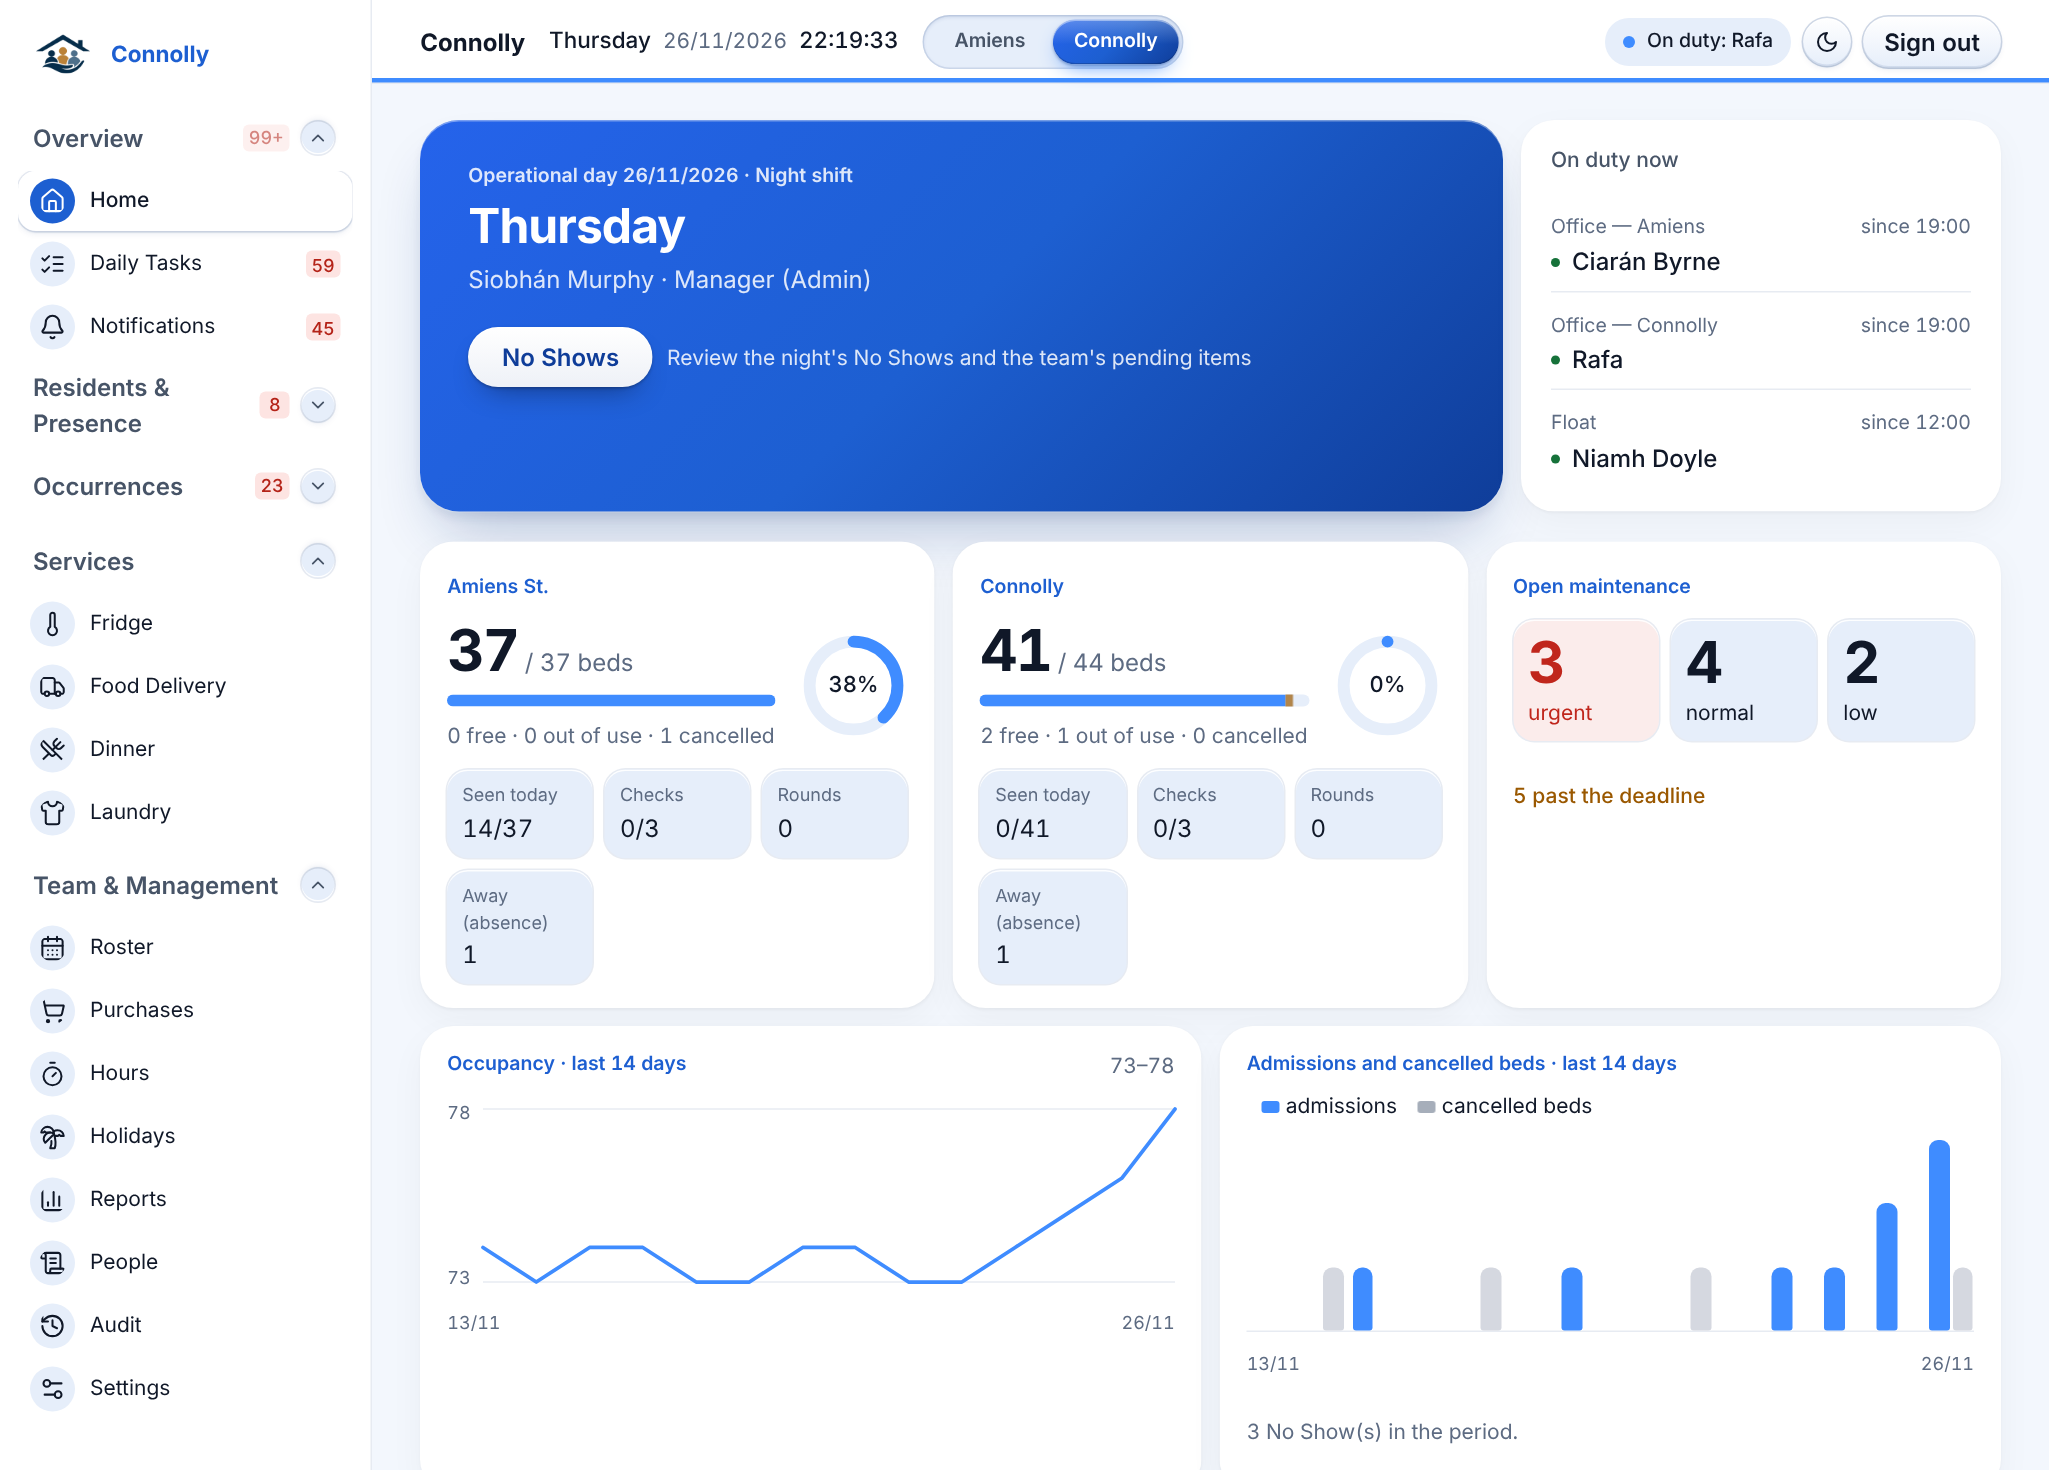 Connolly
Connolly
Thursday 26/11/2026 22:19:33
Amiens
Connolly
On duty: Rafa
Sign out
Overview
99+
Home
Daily Tasks
59
Notifications
45
Residents &
Presence
8
Occurrences
23
Services
Fridge
Food Delivery
Dinner
Laundry
Team & Management
Roster
Purchases
Hours
Holidays
Reports
People
Audit
Settings
Operational day 26/11/2026 · Night shift
Thursday
Siobhán Murphy · Manager (Admin)
No Shows
Review the night's No Shows and the team's pending items
On duty now
Office — Amiens
since 19:00
Ciarán Byrne
Office — Connolly
since 19:00
Rafa
Float
since 12:00
Niamh Doyle
Amiens St.
37 / 37 beds
38%
0 free · 0 out of use · 1 cancelled
Seen today
14/37
Checks
0/3
Rounds
0
Away
(absence)
1
Connolly
41 / 44 beds
0%
2 free · 1 out of use · 0 cancelled
Seen today
0/41
Checks
0/3
Rounds
0
Away
(absence)
1
Open maintenance
3
urgent
4
normal
2
low
5 past the deadline
Occupancy · last 14 days
73–78
78
73
13/11
26/11
Admissions and cancelled beds · last 14 days
admissions
cancelled beds
13/11
26/11
3 No Show(s) in the period.